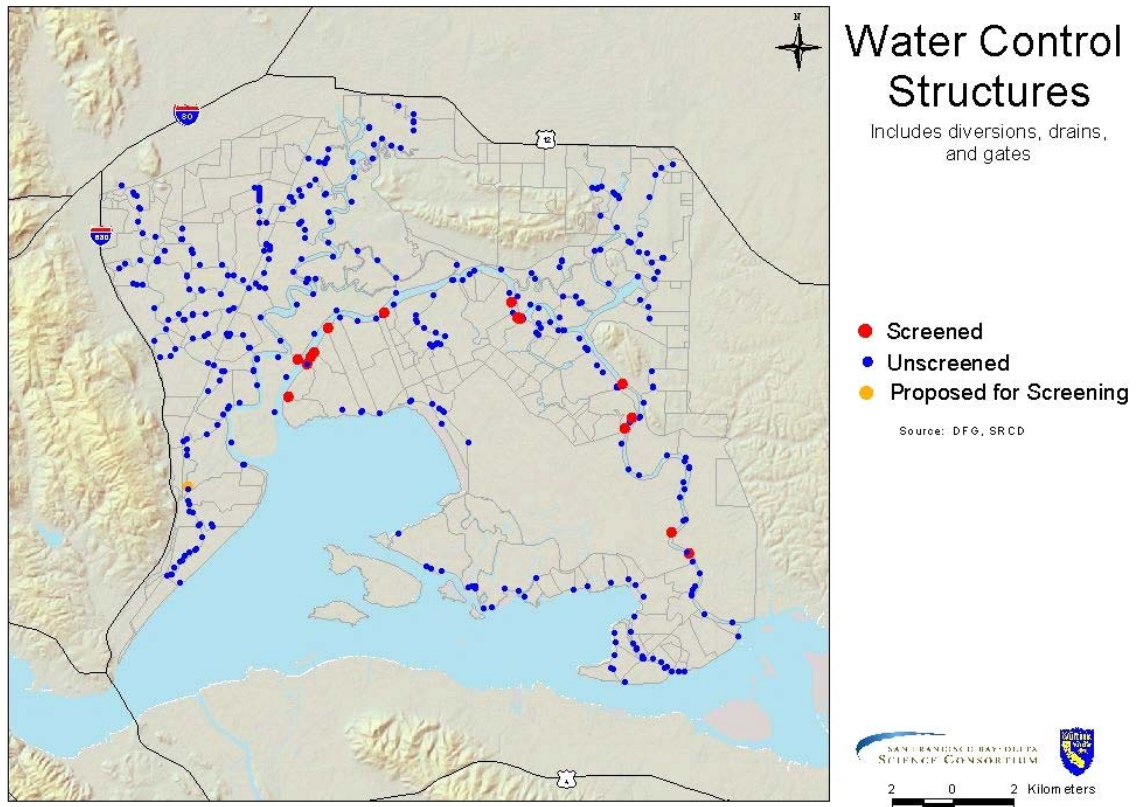 N
80
12
680
4
Water Control
Structures
Includes diversions, drains,
and gates
Screened
Unscreened
Proposed for Screening
Source: DFG, SRCD
SAN FRANCISCO BAY-DELTA
SCIENCE CONSORTIUM
2 0 2 Kilometers